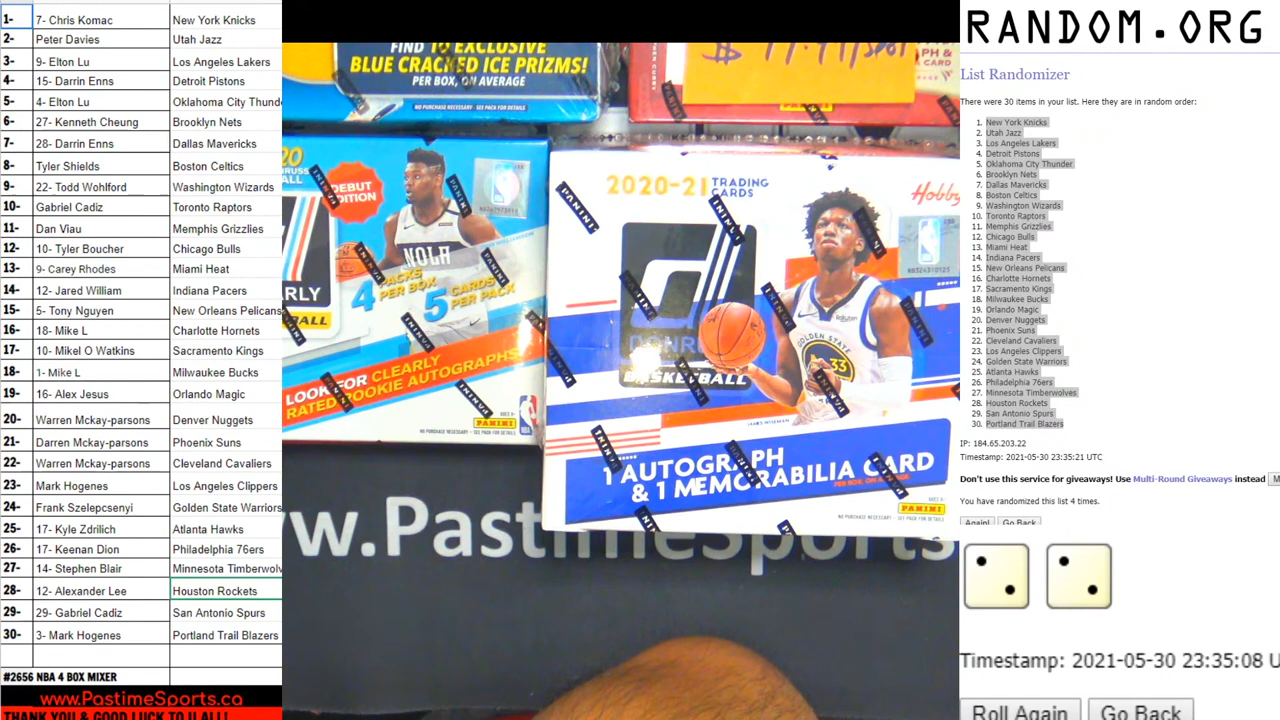 1- 7- Chris Komac New York Knicks
2- Peter Davies Utah Jazz
3- 9- Elton Lu Los Angeles Lakers
4- 15- Darrin Enns Detroit Pistons
5- 4- Elton Lu Oklahoma City Thund
6- 27- Kenneth Cheung Brooklyn Nets
7- 28- Darrin Enns Dallas Mavericks
8- Tyler Shields Boston Celtics
9- 22- Todd Wohlford Washington Wizards
10- Gabriel Cadiz Toronto Raptors
11- Dan Viau Memphis Grizzlies
12- 10- Tyler Boucher Chicago Bulls
13- 9- Carey Rhodes Miami Heat
14- 12- Jared William Indiana Pacers
15- 5- Tony Nguyen New Orleans Pelicans
16- 18- Mike L Charlotte Hornets
17- 10- Mikel O Watkins Sacramento Kings
18- 1- Mike L Milwaukee Bucks
19- 16- Alex Jesus Orlando Magic
20- Warren Mckay-parsons Denver Nuggets
21- Darren Mckay-parsons Phoenix Suns
22- Warren Mckay-parsons Cleveland Cavaliers
23- Mark Hogenes Los Angeles Clippers
24- Frank Szelepcsenyi Golden State Warriors
25- 17- Kyle Zdrilich Atlanta Hawks
26- 17- Keenan Dion Philadelphia 76ers
27- 14- Stephen Blair Minnesota Timberwolv
28- 12- Alexander Lee Houston Rockets
29- 29- Gabriel Cadiz San Antonio Spurs
30- 3- Mark Hogenes Portland Trail Blazers
#2656 NBA 4 BOX MIXER
www.PastimeSports.ca
THANK YOU & GOOD LUCK TO U ALL!
FIND 10 EXCLUSIVE
BLUE CRACKED ICE PRIZMS!
PER BOX, ON AVERAGE
NO PURCHASE NECESSARY - SEE PACK FOR DETAILS
DEBUT
EDITION
NOLA
4 PACKS
PER BOX
5 CARDS
PER PACK
LOOK FOR CLEARLY
RATED ROOKIE AUTOGRAPHS
PANINI
2020-21 TRADING
CARDS
Hobby
BASKETBALL
GOLDEN STATE
WARRIORS
33
1 AUTOGRAPH
& 1 MEMORABILIA CARD
PANINI
w.PastimeSports
RANDOM.ORG
List Randomizer
There were 30 items in your list. Here they are in random order:
1. New York Knicks
2. Utah Jazz
3. Los Angeles Lakers
4. Detroit Pistons
5. Oklahoma City Thunder
6. Brooklyn Nets
7. Dallas Mavericks
8. Boston Celtics
9. Washington Wizards
10. Toronto Raptors
11. Memphis Grizzlies
12. Chicago Bulls
13. Miami Heat
14. Indiana Pacers
15. New Orleans Pelicans
16. Charlotte Hornets
17. Sacramento Kings
18. Milwaukee Bucks
19. Orlando Magic
20. Denver Nuggets
21. Phoenix Suns
22. Cleveland Cavaliers
23. Los Angeles Clippers
24. Golden State Warriors
25. Atlanta Hawks
26. Philadelphia 76ers
27. Minnesota Timberwolves
28. Houston Rockets
29. San Antonio Spurs
30. Portland Trail Blazers
IP: 184.65.203.22
Timestamp: 2021-05-30 23:35:21 UTC
Don't use this service for giveaways! Use Multi-Round Giveaways instead
You have randomized this list 4 times.
Again! Go Back
Timestamp: 2021-05-30 23:35:08 U
Roll Again Go Back